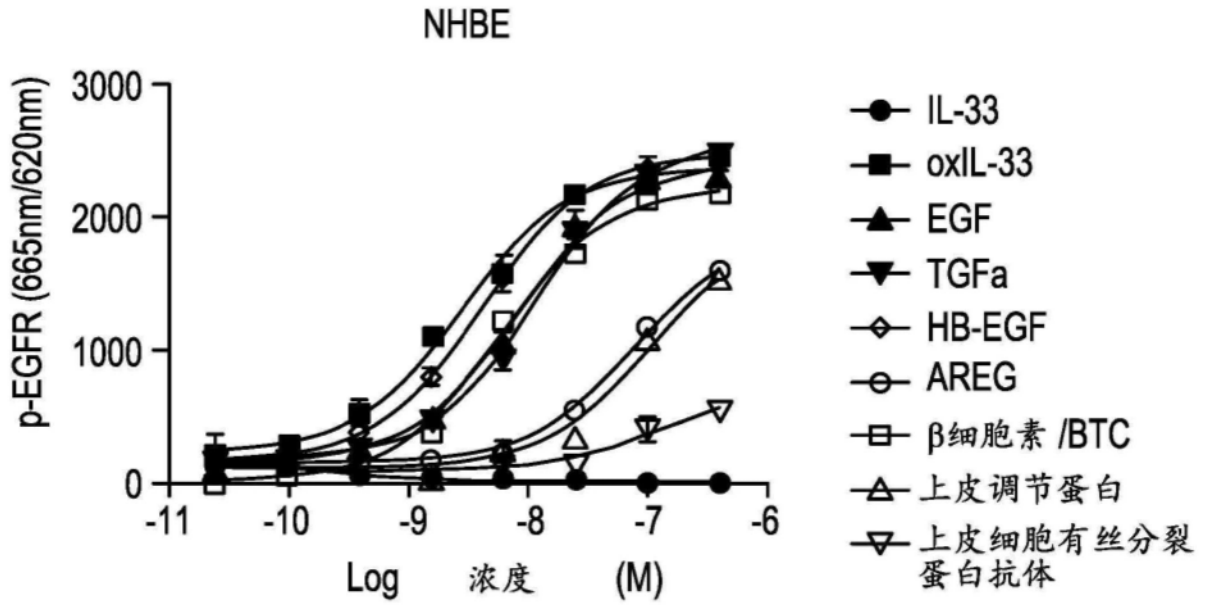 NHBE
p-EGFR (665nm/620nm)
3000
2000
1000
0
-11 -10 -9 -8 -7 -6
Log 浓度 (M)
IL-33
oxIL-33
EGF
TGFa
HB-EGF
AREG
β细胞素 /BTC
上皮调节蛋白
上皮细胞有丝分裂
蛋白抗体